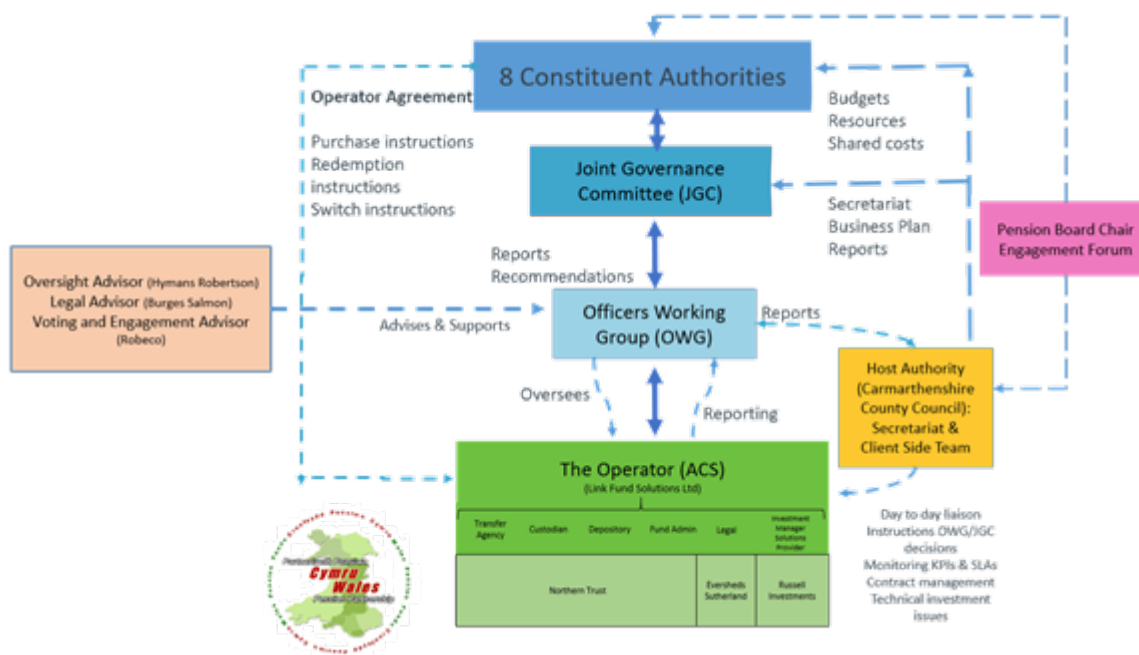 8 Constituent Authorities
Operator Agreement
Purchase instructions
Redemption
instructions
Switch instructions
Budgets
Resources
Shared costs
Joint Governance
Committee (JGC)
Secretariat
Business Plan
Reports
Pension Board Chair
Engagement Forum
Reports
Recommendations
Oversight Advisor (Hymans Robertson)
Legal Advisor (Burges Salmon)
Voting and Engagement Advisor
(Robeco)
Advises & Supports
Officers Working
Group (OWG)
Reports
Host Authority
(Carmarthenshire
County Council):
Secretariat &
Client Side Team
Oversees
Reporting
The Operator (ACS)
(Link Fund Solutions Ltd)
Transfer
Agency
Custodian
Depository
Fund Admin
Legal
Investment
Manager
Solutions
Provider
Northern Trust
Eversheds
Sutherland
Russell
Investments
Day to day liaison
Instructions OWG/JGC
decisions
Monitoring KPIs & SLAs
Contract management
Technical investment
issues
Cymru
Wales
Pension Partnership